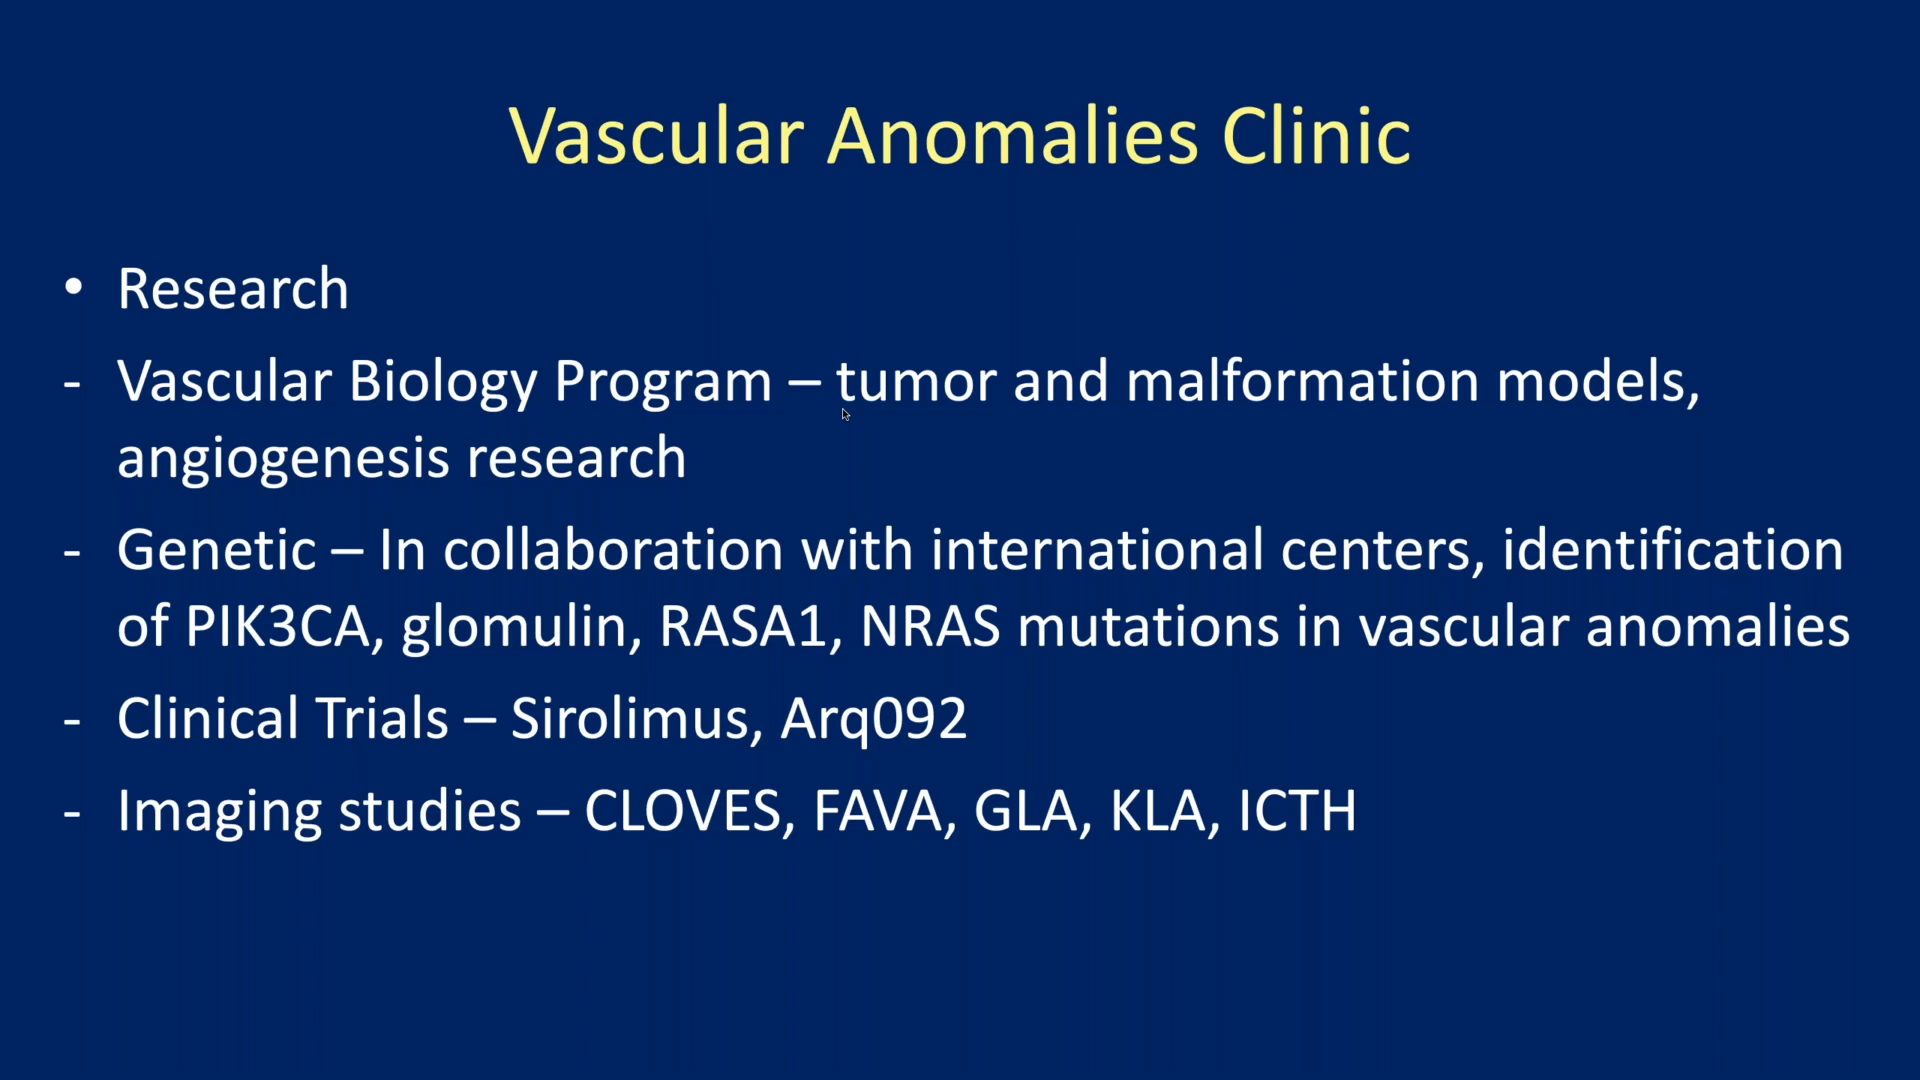 Vascular Anomalies Clinic
• Research
- Vascular Biology Program – tumor and malformation models,
angiogenesis research
- Genetic – In collaboration with international centers, identification
of PIK3CA, glomulin, RASA1, NRAS mutations in vascular anomalies
- Clinical Trials – Sirolimus, Arq092
- Imaging studies – CLOVES, FAVA, GLA, KLA, ICTH